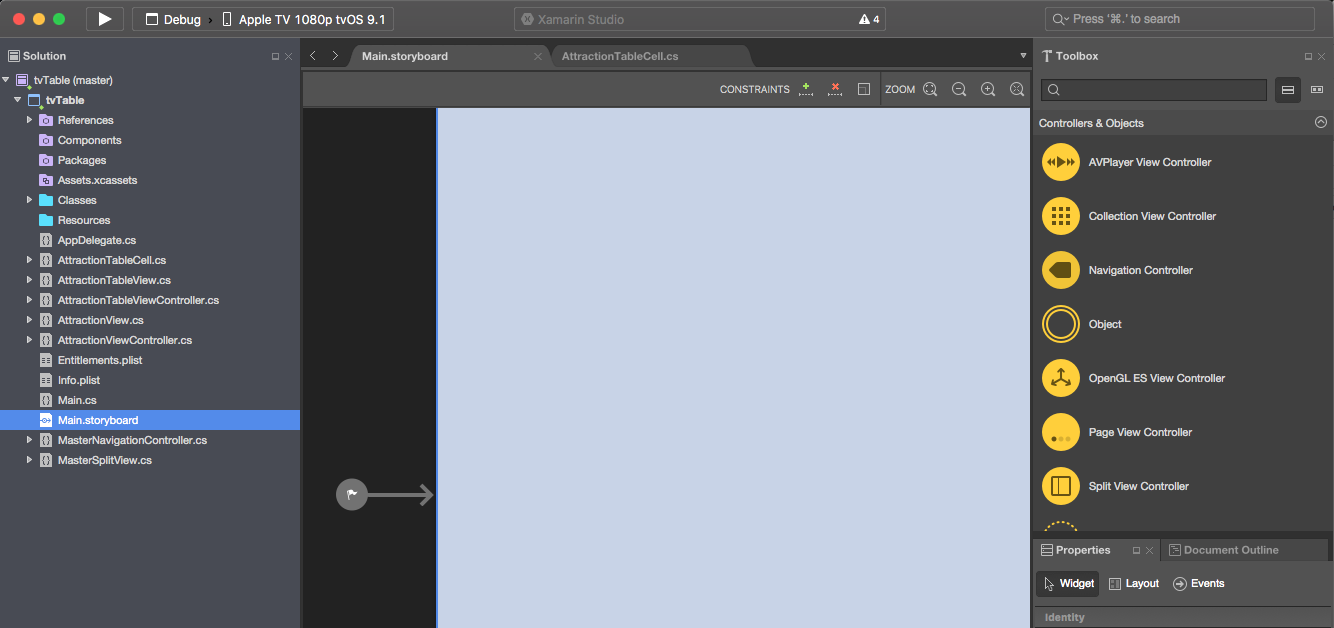 Debug
Apple TV 1080p tvOS 9.1
Xamarin Studio
4
Press '⌘.' to search
Solution
tvTable (master)
tvTable
References
Components
Packages
Assets.xcassets
Classes
Resources
AppDelegate.cs
AttractionTableCell.cs
AttractionTableView.cs
AttractionTableViewController.cs
AttractionView.cs
AttractionViewController.cs
Entitlements.plist
Info.plist
Main.cs
Main.storyboard
MasterNavigationController.cs
MasterSplitView.cs
Main.storyboard
AttractionTableCell.cs
CONSTRAINTS
ZOOM
Toolbox
Controllers & Objects
AVPlayer View Controller
Collection View Controller
Navigation Controller
Object
OpenGL ES View Controller
Page View Controller
Split View Controller
Properties
Document Outline
Widget
Layout
Events
Identity